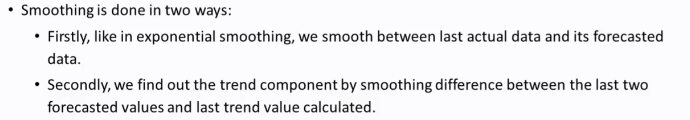 • Smoothing is done in two ways:
• Firstly, like in exponential smoothing, we smooth between last actual data and its forecasted
data.
• Secondly, we find out the trend component by smoothing difference between the last two
forecasted values and last trend value calculated.